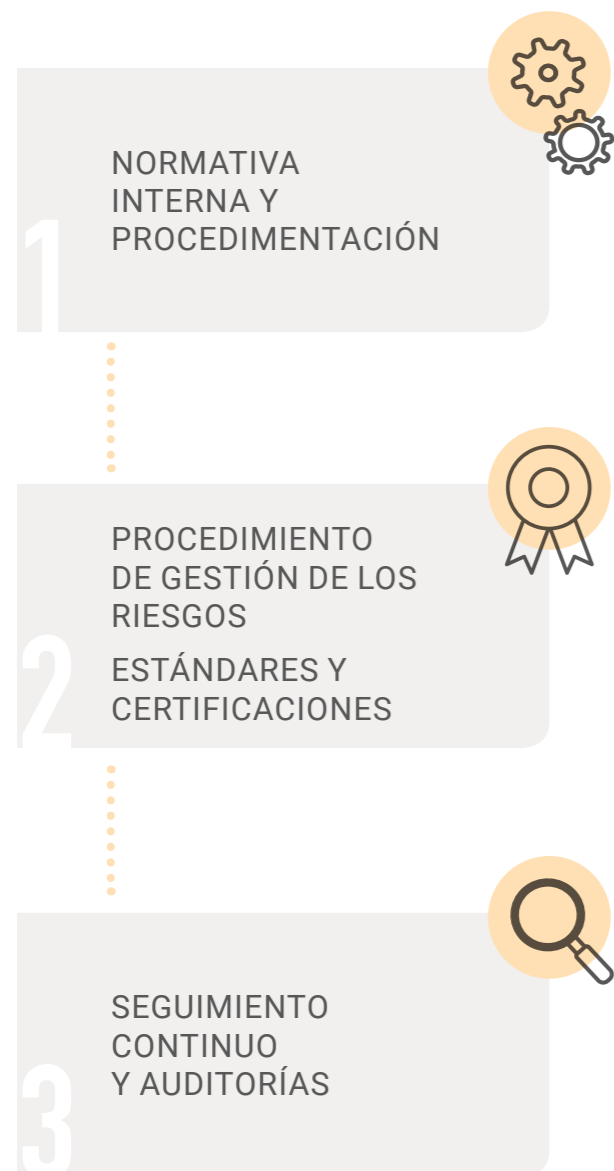 1
NORMATIVA
INTERNA Y
PROCEDIMENTACIÓN
2
PROCEDIMIENTO
DE GESTIÓN DE LOS
RIESGOS
ESTÁNDARES Y
CERTIFICACIONES
3
SEGUIMIENTO
CONTINUO
Y AUDITORÍAS